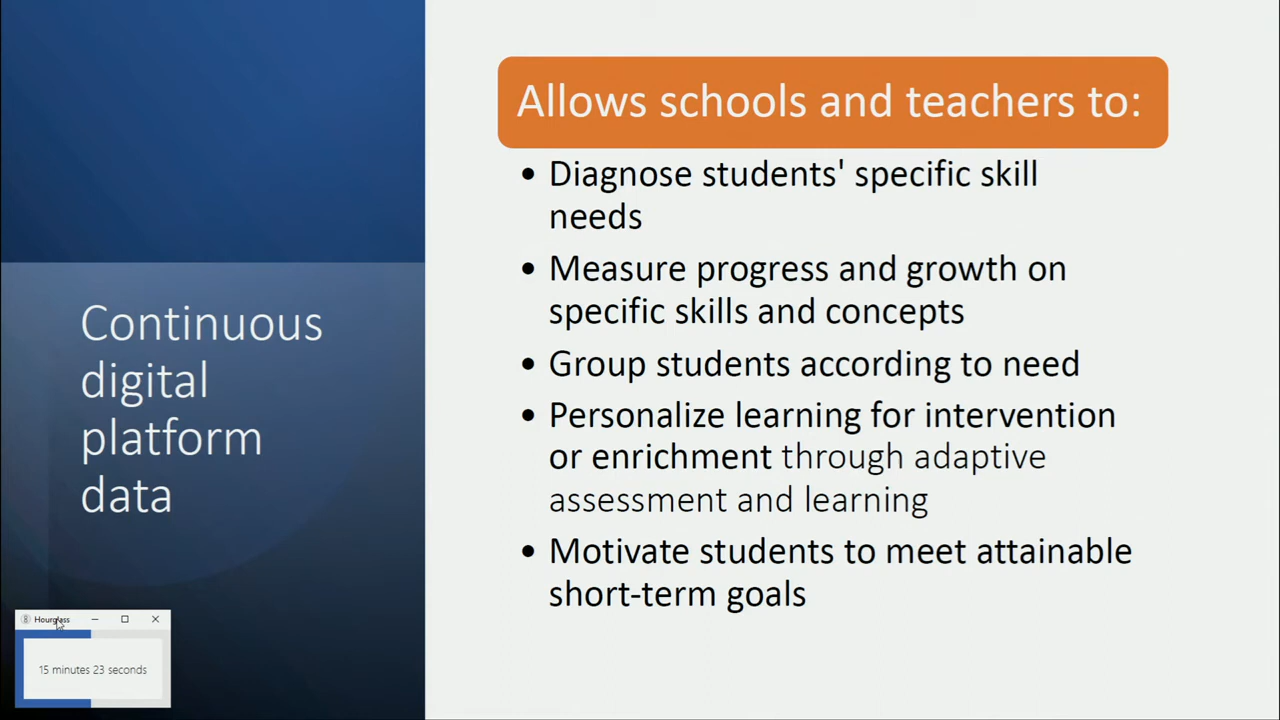 Allows schools and teachers to:
• Diagnose students' specific skill
needs
• Measure progress and growth on
specific skills and concepts
• Group students according to need
• Personalize learning for intervention
or enrichment through adaptive
assessment and learning
• Motivate students to meet attainable
short-term goals
Continuous
digital
platform
data
Hourglass
15 minutes 23 seconds